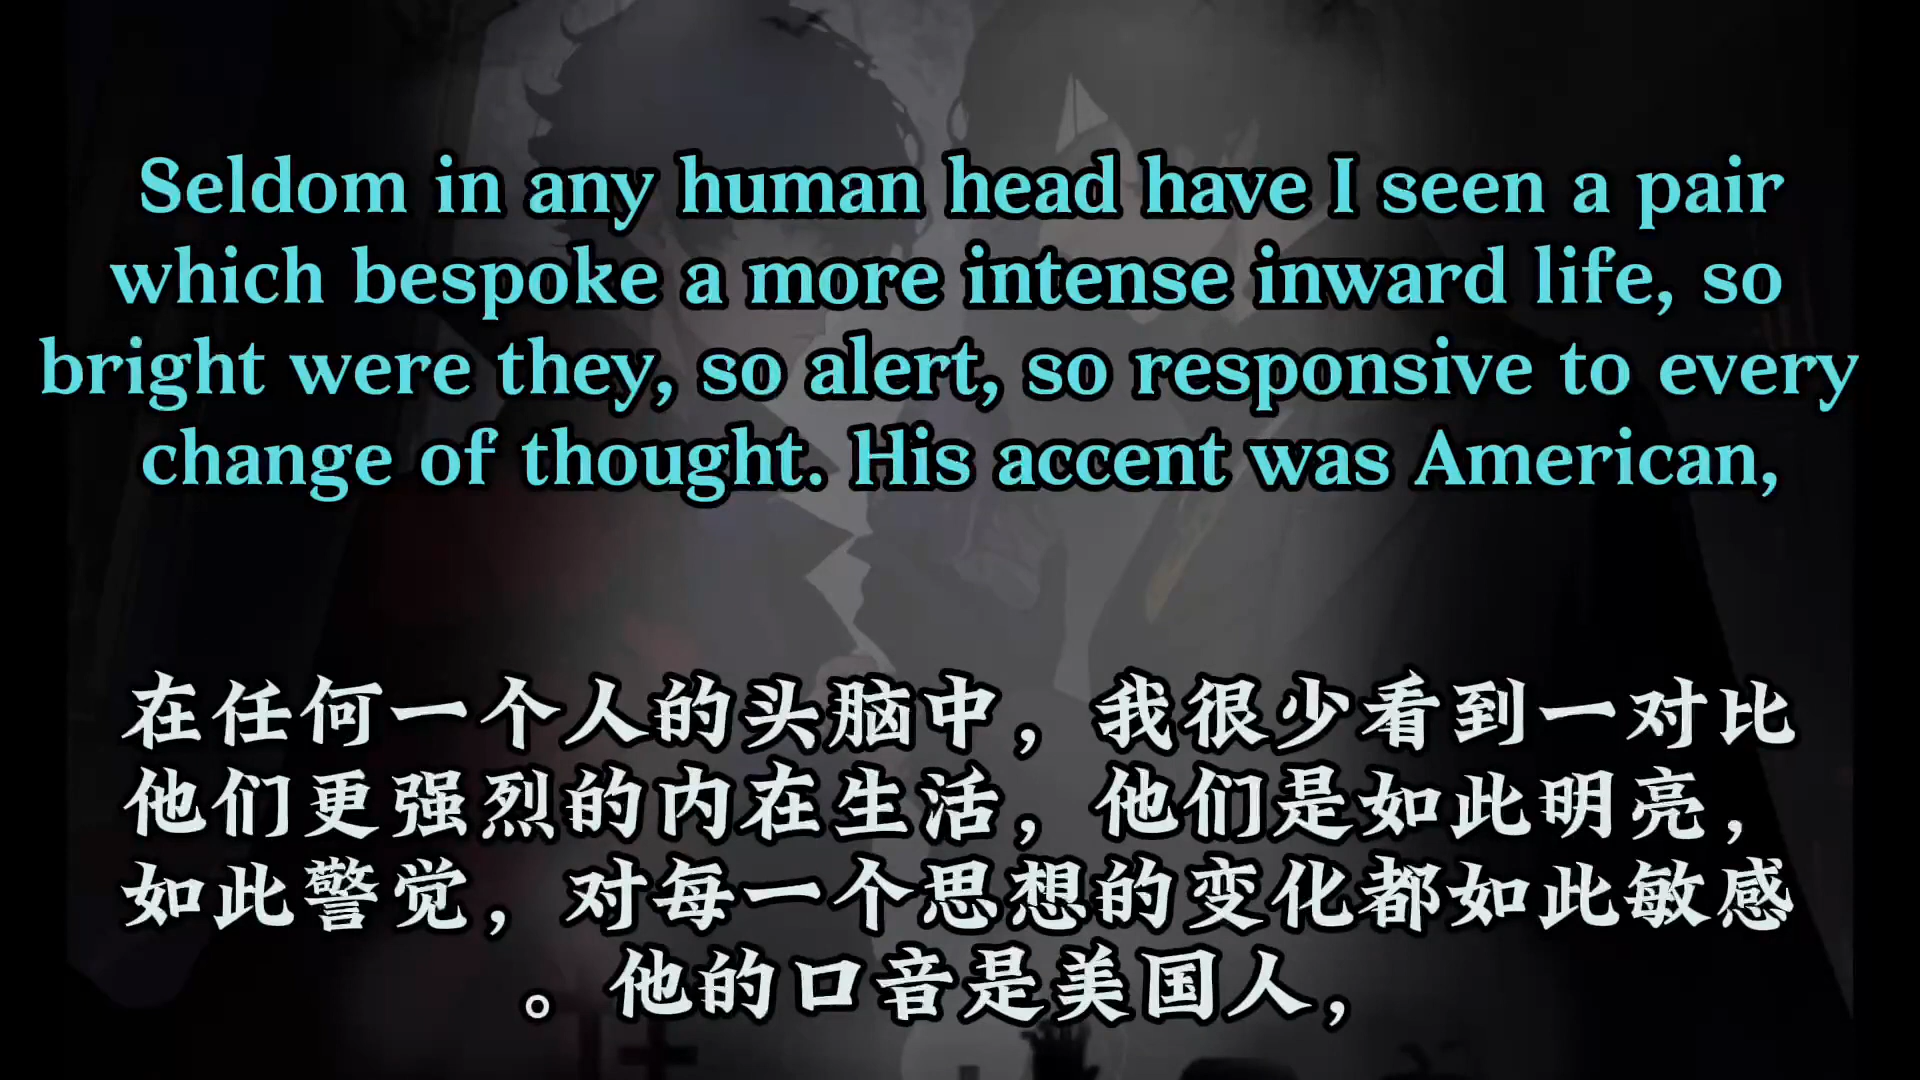 Seldom in any human head have I seen a pair
which bespoke a more intense inward life, so
bright were they, so alert, so responsive to every
change of thought. His accent was American,
在任何一个人的头脑中，我很少看到一对比
他们更强烈的内在生活，他们是如此明亮，
如此警觉，对每一个思想的变化都如此敏感
。他的口音是美国人，